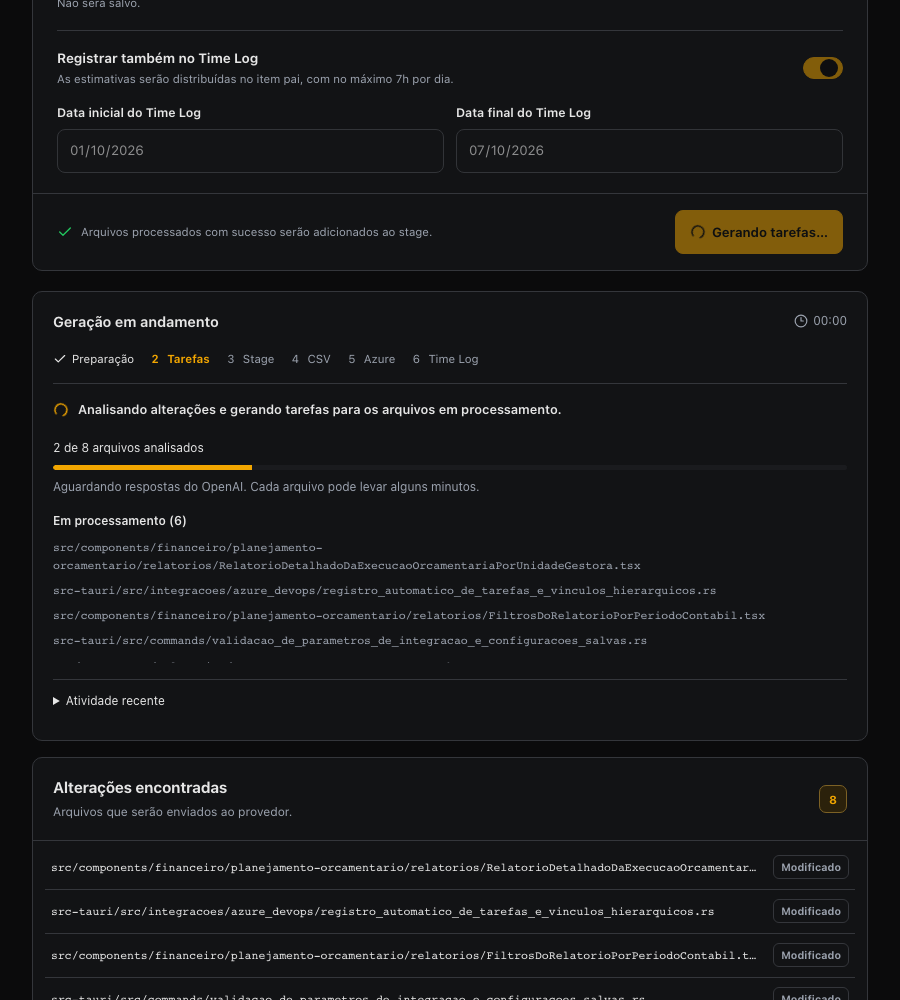 Não será salvo.
Registrar também no Time Log
As estimativas serão distribuídas no item pai, com no máximo 7h por dia.
Data inicial do Time Log
Data final do Time Log
01/10/2026
07/10/2026
Arquivos processados com sucesso serão adicionados ao stage.
Gerando tarefas...
Geração em andamento
00:00
Preparação 2 Tarefas 3 Stage 4 CSV 5 Azure 6 Time Log
Analisando alterações e gerando tarefas para os arquivos em processamento.
2 de 8 arquivos analisados
Aguardando respostas do OpenAI. Cada arquivo pode levar alguns minutos.
Em processamento (6)
src/components/financeiro/planejamento-
orcamentario/relatorios/RelatorioDetalhadoDaExecucaoOrcamentariaPorUnidadeGestora.tsx
src-tauri/src/integracoes/azure_devops/registro_automatico_de_tarefas_e_vinculos_hierarquicos.rs
src/components/financeiro/planejamento-orcamentario/relatorios/FiltrosDoRelatorioPorPeriodoContabil.tsx
src-tauri/src/commands/validacao_de_parametros_de_integracao_e_configuracoes_salvas.rs
Atividade recente
Alterações encontradas
Arquivos que serão enviados ao provedor.
8
src/components/financeiro/planejamento-orcamentario/relatorios/RelatorioDetalhadoDaExecucaoOrcamentar…
Modificado
src-tauri/src/integracoes/azure_devops/registro_automatico_de_tarefas_e_vinculos_hierarquicos.rs
Modificado
src/components/financeiro/planejamento-orcamentario/relatorios/FiltrosDoRelatorioPorPeriodoContabil.t…
Modificado
src-tauri/src/commands/validacao_de_parametros_de_integracao_e_configuracoes_salvas.rs
Modificado